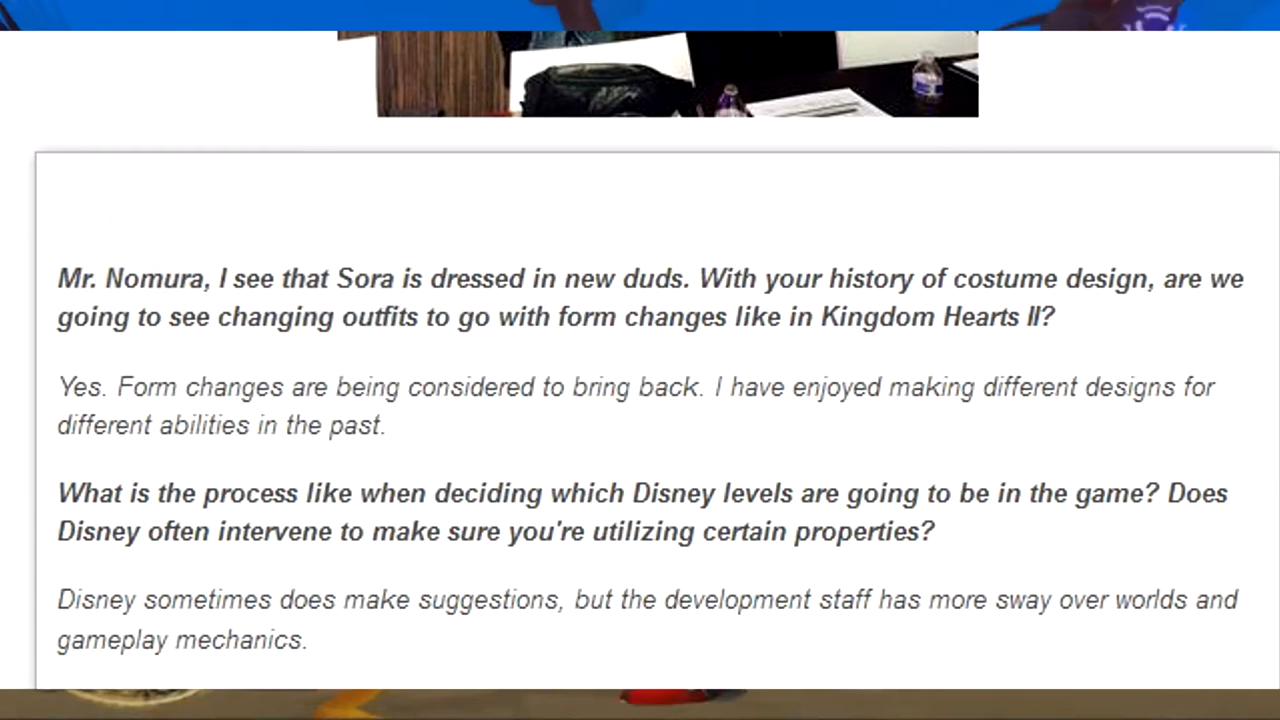 Mr. Nomura, I see that Sora is dressed in new duds. With your history of costume design, are we
going to see changing outfits to go with form changes like in Kingdom Hearts II?
Yes. Form changes are being considered to bring back. I have enjoyed making different designs for
different abilities in the past.
What is the process like when deciding which Disney levels are going to be in the game? Does
Disney often intervene to make sure you're utilizing certain properties?
Disney sometimes does make suggestions, but the development staff has more sway over worlds and
gameplay mechanics.